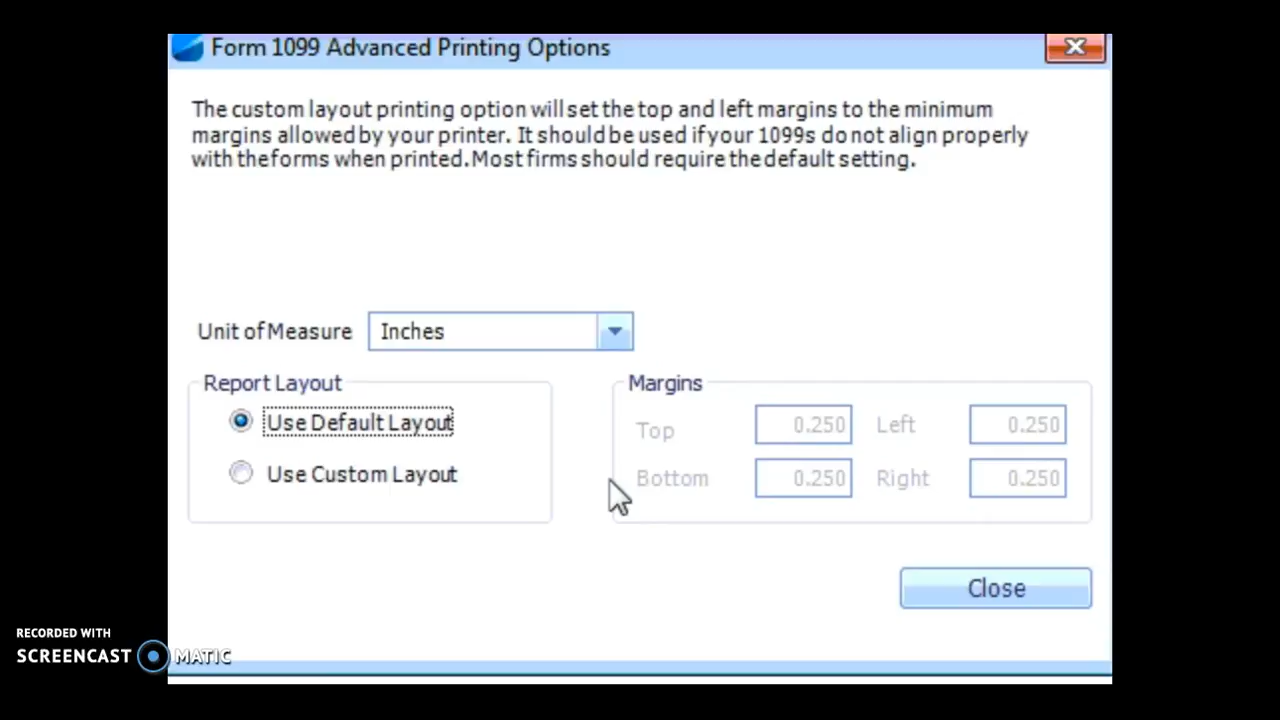 Form 1099 Advanced Printing Options
The custom layout printing option will set the top and left margins to the minimum
margins allowed by your printer. It should be used if your 1099s do not align properly
with the forms when printed. Most firms should require the default setting.
Unit of Measure Inches
Report Layout
Use Default Layout
Use Custom Layout
Margins
Top 0.250 Left 0.250
Bottom 0.250 Right 0.250
Close
RECORDED WITH
SCREENCAST MATIC